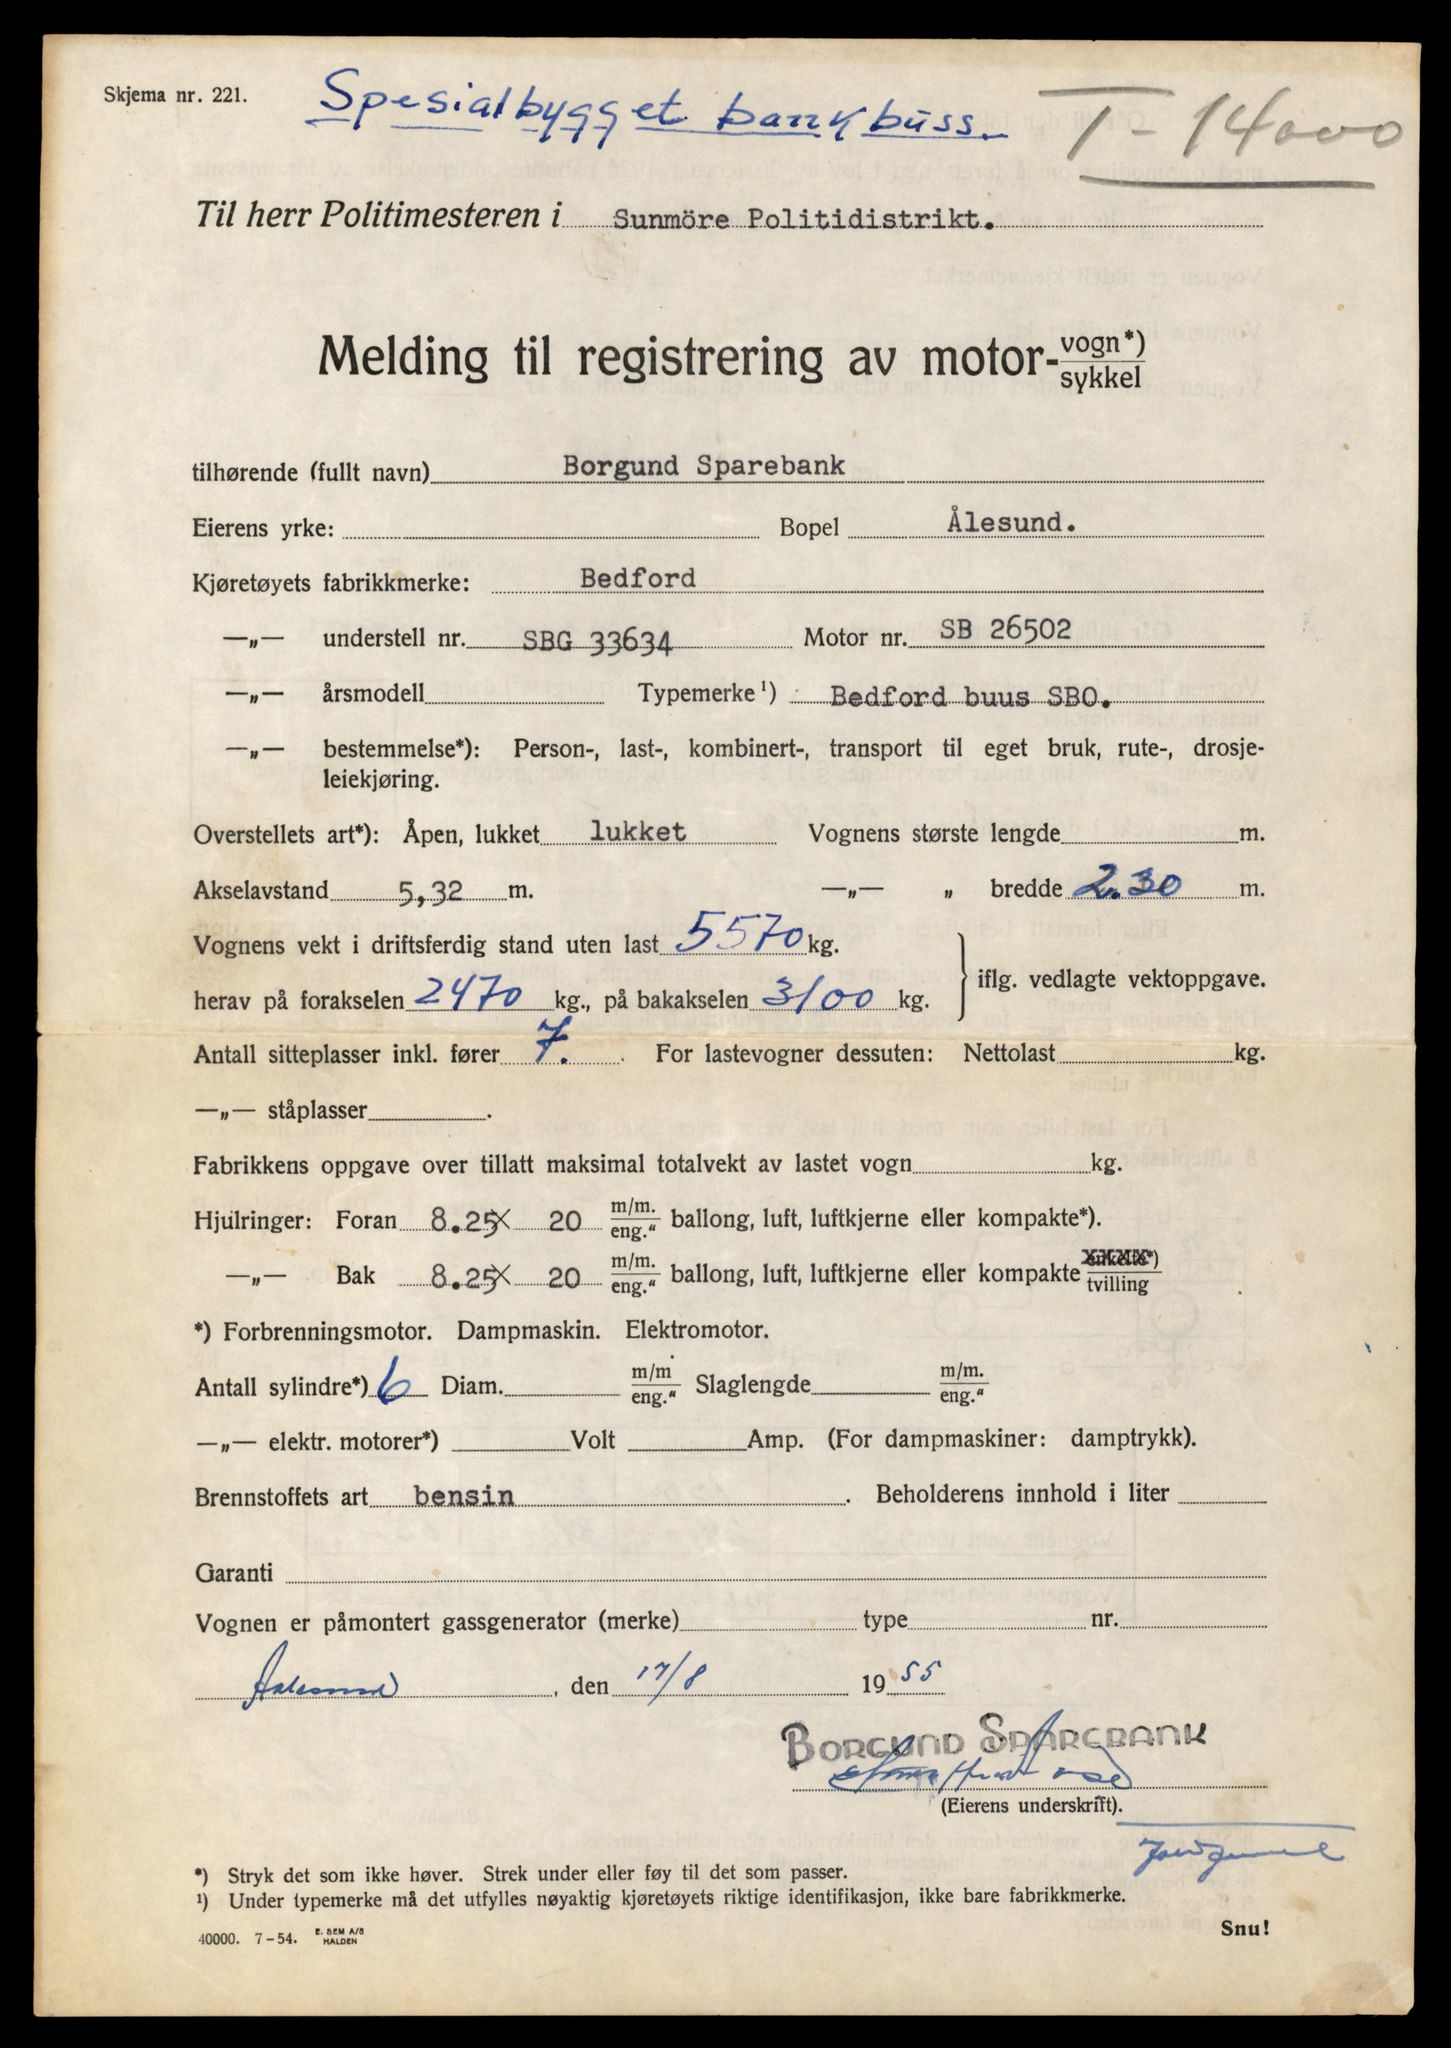 Skjema nr. 221.
Spesialbygget bankbuss.
T-14000
Til herr Politimesteren i Sunmöre Politidistrikt.
Melding til registrering av motor-vogn*)
sykkel
tilhørende (fullt navn) Borgund Sparebank
Eierens yrke: Bopel Ålesund.
Kjøretøyets fabrikkmerke: Bedford
—„— understell nr. SBG 33634 Motor nr. SB 26502
—„— årsmodell Typemerke¹) Bedford buus SBO.
—„— bestemmelse*): Person-, last-, kombinert-, transport til eget bruk, rute-, drosje-
leiekjøring.
Overstellets art*): Åpen, lukket lukket Vognens største lengde m.
Akselavstand 5,32 m. —„— „ bredde 2.30 m.
Vognens vekt i driftsferdig stand uten last 5570 kg.
herav på forakselen 2470 kg., på bakakselen 3100 kg. } iflg. vedlagte vektoppgave.
Antall sitteplasser inkl. fører 7. . For lastevogner dessuten: Nettolast kg.
—„— ståplasser .
Fabrikkens oppgave over tillatt maksimal totalvekt av lastet vogn kg.
Hjulringer: Foran 8.25x 20 m/m. eng." ballong, luft, luftkjerne eller kompakte*).
—„— Bak 8.25x 20 m/m. eng." ballong, luft, luftkjerne eller kompakte enkelte*) tvilling
*) Forbrenningsmotor. Dampmaskin. Elektromotor.
Antall sylindre*) 6 Diam. m/m eng." Slaglengde m/m. eng."
—„— elektr. motorer*) Volt Amp. (For dampmaskiner: damptrykk).
Brennstoffets art bensin . Beholderens innhold i liter
Garanti
Vognen er påmontert gassgenerator (merke) type nr.
Aalesund, den 17/8 1955
BORGUND SPAREBANK
(Eierens underskrift).
*) Stryk det som ikke høver. Strek under eller føy til det som passer.
¹) Under typemerke må det utfylles nøyaktig kjøretøyets riktige identifikasjon, ikke bare fabrikkmerke.
40000. 7-54. E. SEM A/S HALDEN
Snu!